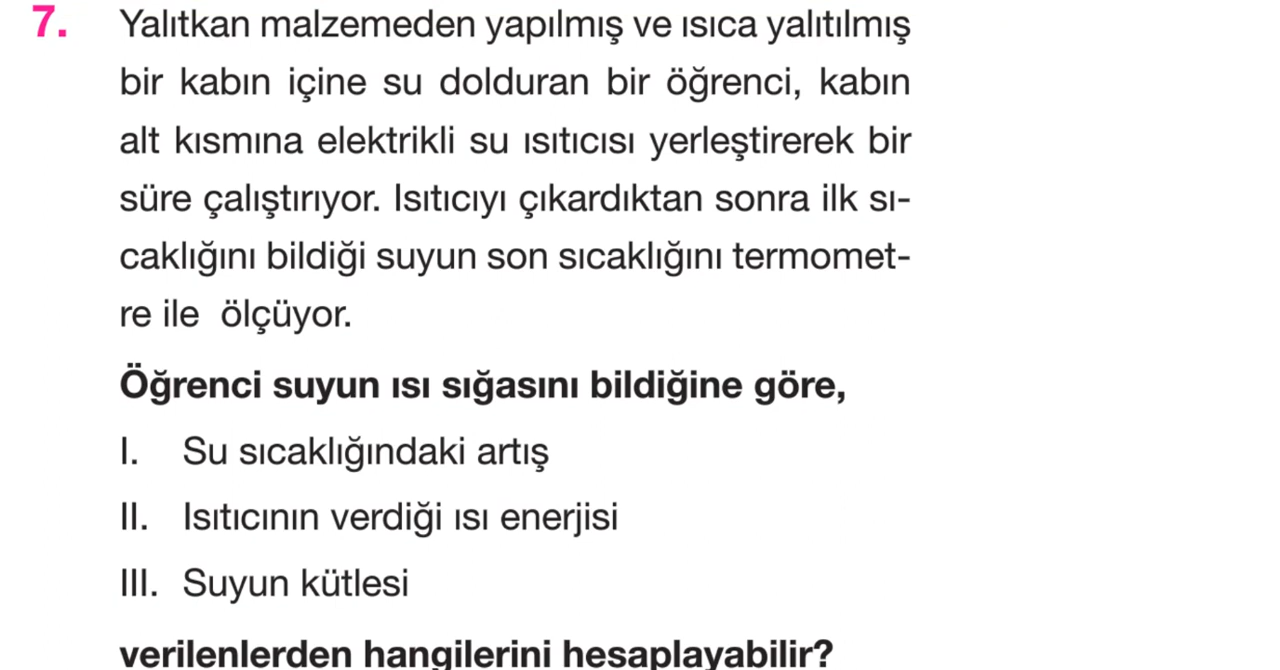 7. Yalıtkan malzemeden yapılmış ve ısıca yalıtılmış
bir kabın içine su dolduran bir öğrenci, kabın
alt kısmına elektrikli su ısıtıcısı yerleştirerek bir
süre çalıştırıyor. Isıtıcıyı çıkardıktan sonra ilk sı-
caklığını bildiği suyun son sıcaklığını termomet-
re ile ölçüyor.
Öğrenci suyun ısı sığasını bildiğine göre,
I. Su sıcaklığındaki artış
II. Isıtıcının verdiği ısı enerjisi
III. Suyun kütlesi
verilenlerden hangilerini hesaplayabilir?